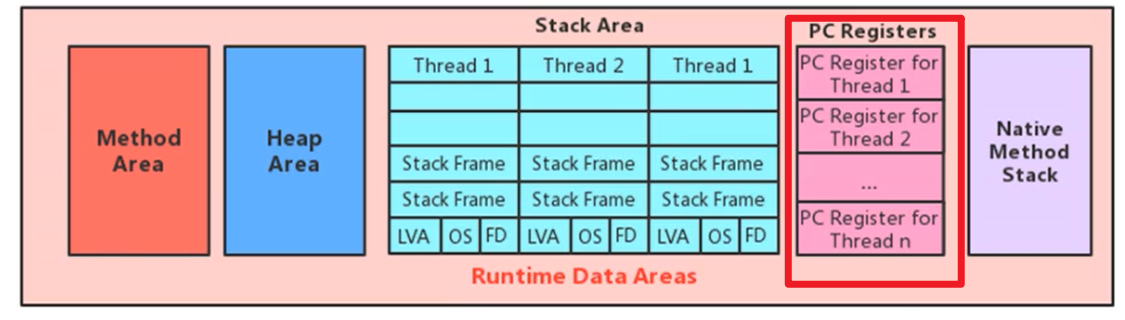 Stack Area
PC Registers
Method
Area
Heap
Area
Thread 1
Thread 2
Thread 1
Stack Frame
Stack Frame
Stack Frame
Stack Frame
Stack Frame
Stack Frame
LVA
OS
FD
LVA
OS
FD
LVA
OS
FD
PC Register for
Thread 1
PC Register for
Thread 2
...
PC Register for
Thread n
Native
Method
Stack
Runtime Data Areas